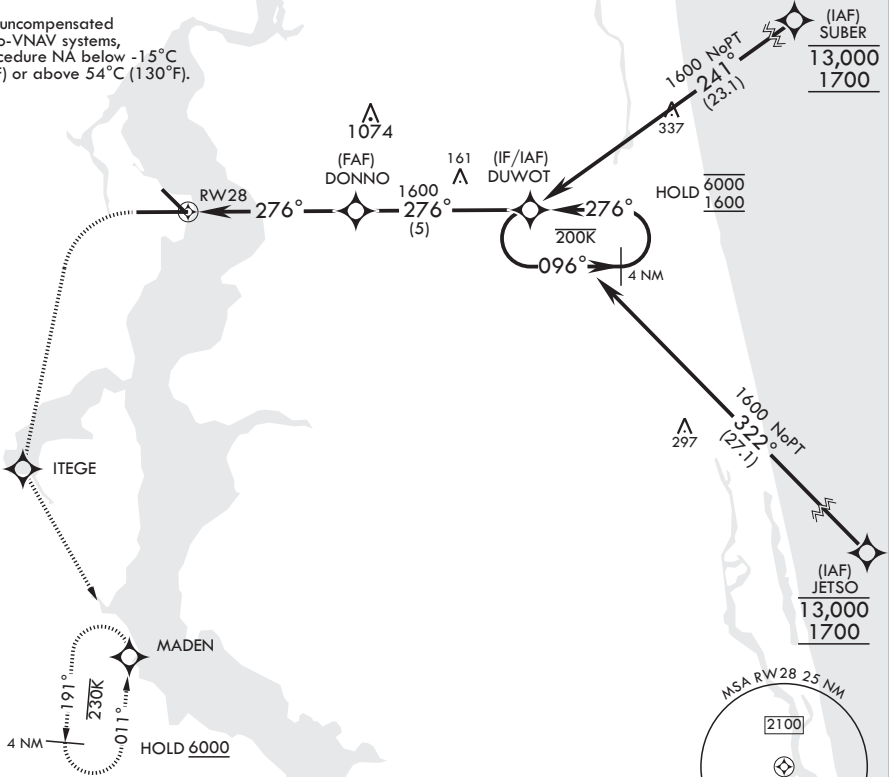 uncompensated
o-VNAV systems,
cedure NA below -15°C
F) or above 54°C (130°F).
(IAF)
SUBER
13,000
1700
1600 NoPT
241°
(23.1)
337
1074
(FAF)
DONNO
161
(IF/IAF)
DUWOT
HOLD 6000
1600
RW28
276°
1600
276°
(5)
276°
200K
096°
4 NM
1600 NoPT
322°
(27.1)
297
ITEGE
(IAF)
JETSO
13,000
1700
MADEN
191°
230K
011°
4 NM
HOLD 6000
MSA RW28 25 NM
2100